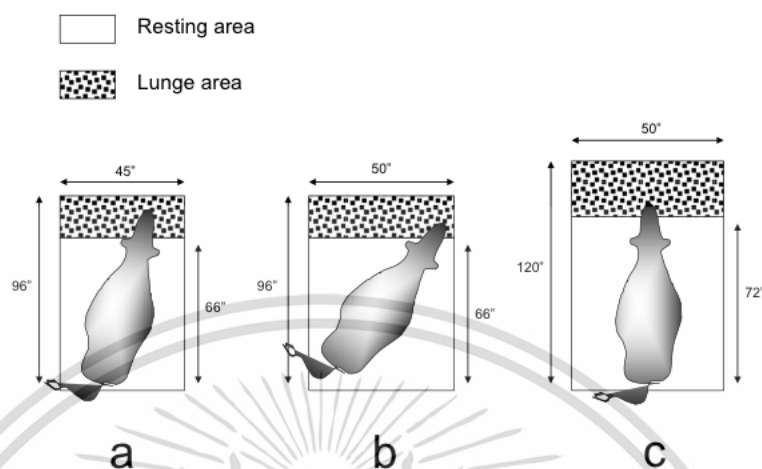 Resting area
Lunge area
50"
45"
50"
96"
66"
96"
66"
120"
72"
a
b
c